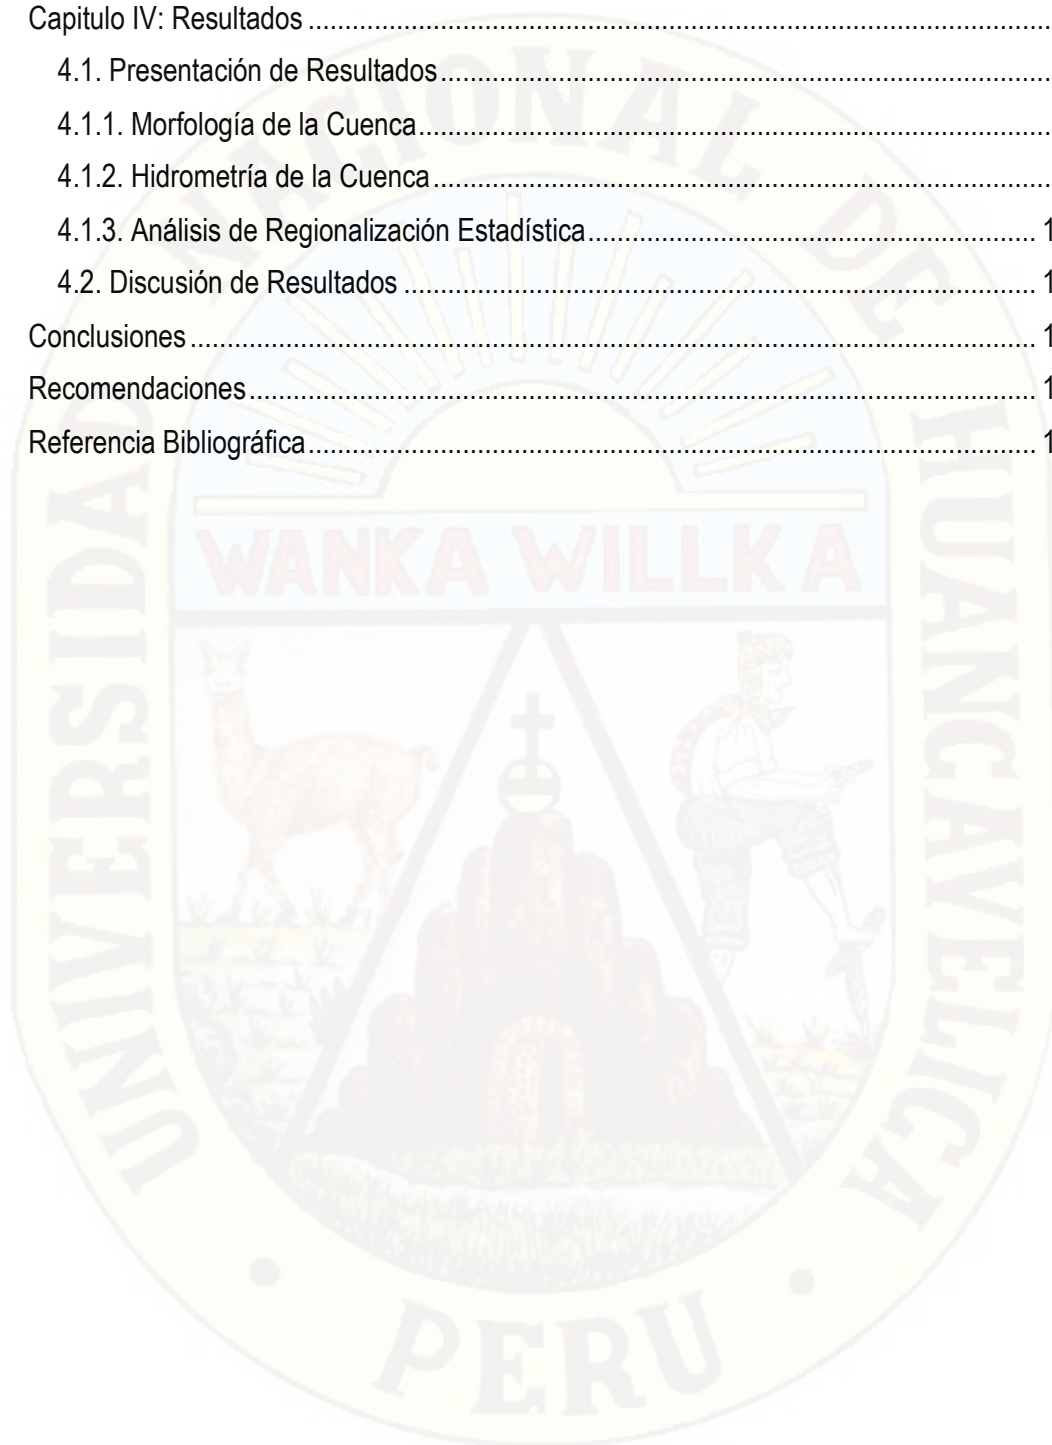 Capitulo IV: Resultados
4.1. Presentación de Resultados
4.1.1. Morfología de la Cuenca
4.1.2. Hidrometría de la Cuenca
4.1.3. Análisis de Regionalización Estadística 1
4.2. Discusión de Resultados 1
Conclusiones 1
Recomendaciones 1
Referencia Bibliográfica 1
UNIVERSIDAD NACIONAL DE HUANCAVELICA
WANKA WILLKA
PERU